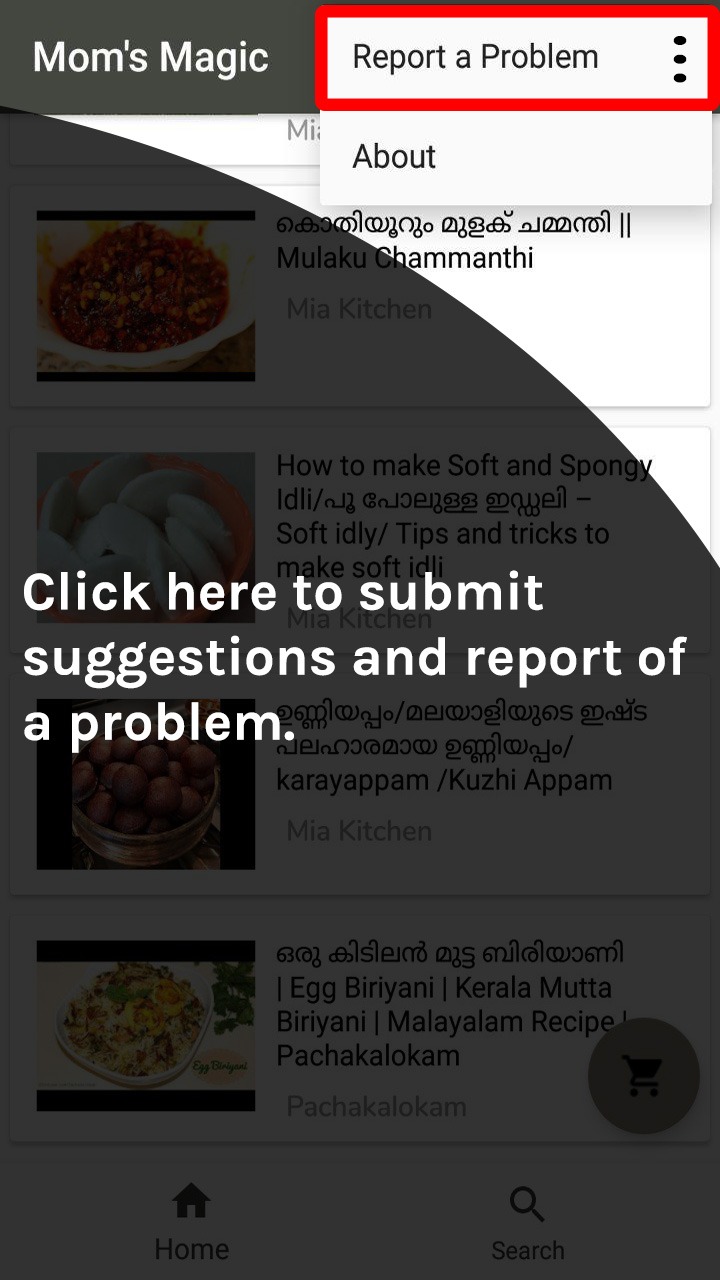 Mom's Magic
Report a Problem
About
കൊതിയൂറും മുളക് ചമ്മന്തി ||
Mulaku Chammanthi
Mia Kitchen
How to make Soft and Spongy
Idli/പൂ പോലുള്ള ഇഡ്ഡലി –
Soft idly/ Tips and tricks to
make soft idli
Mia Kitchen
Click here to submit
suggestions and report of
a problem.
ഉണ്ണിയപ്പം/മലയാളിയുടെ ഇഷ്ട
പലഹാരമായ ഉണ്ണിയപ്പം/
karayappam /Kuzhi Appam
Mia Kitchen
ഒരു കിടിലൻ മുട്ട ബിരിയാണി
| Egg Biriyani | Kerala Mutta
Biriyani | Malayalam Recipe |
Pachakalokam
Egg Biriyani
Pachakalokam
Home
Search